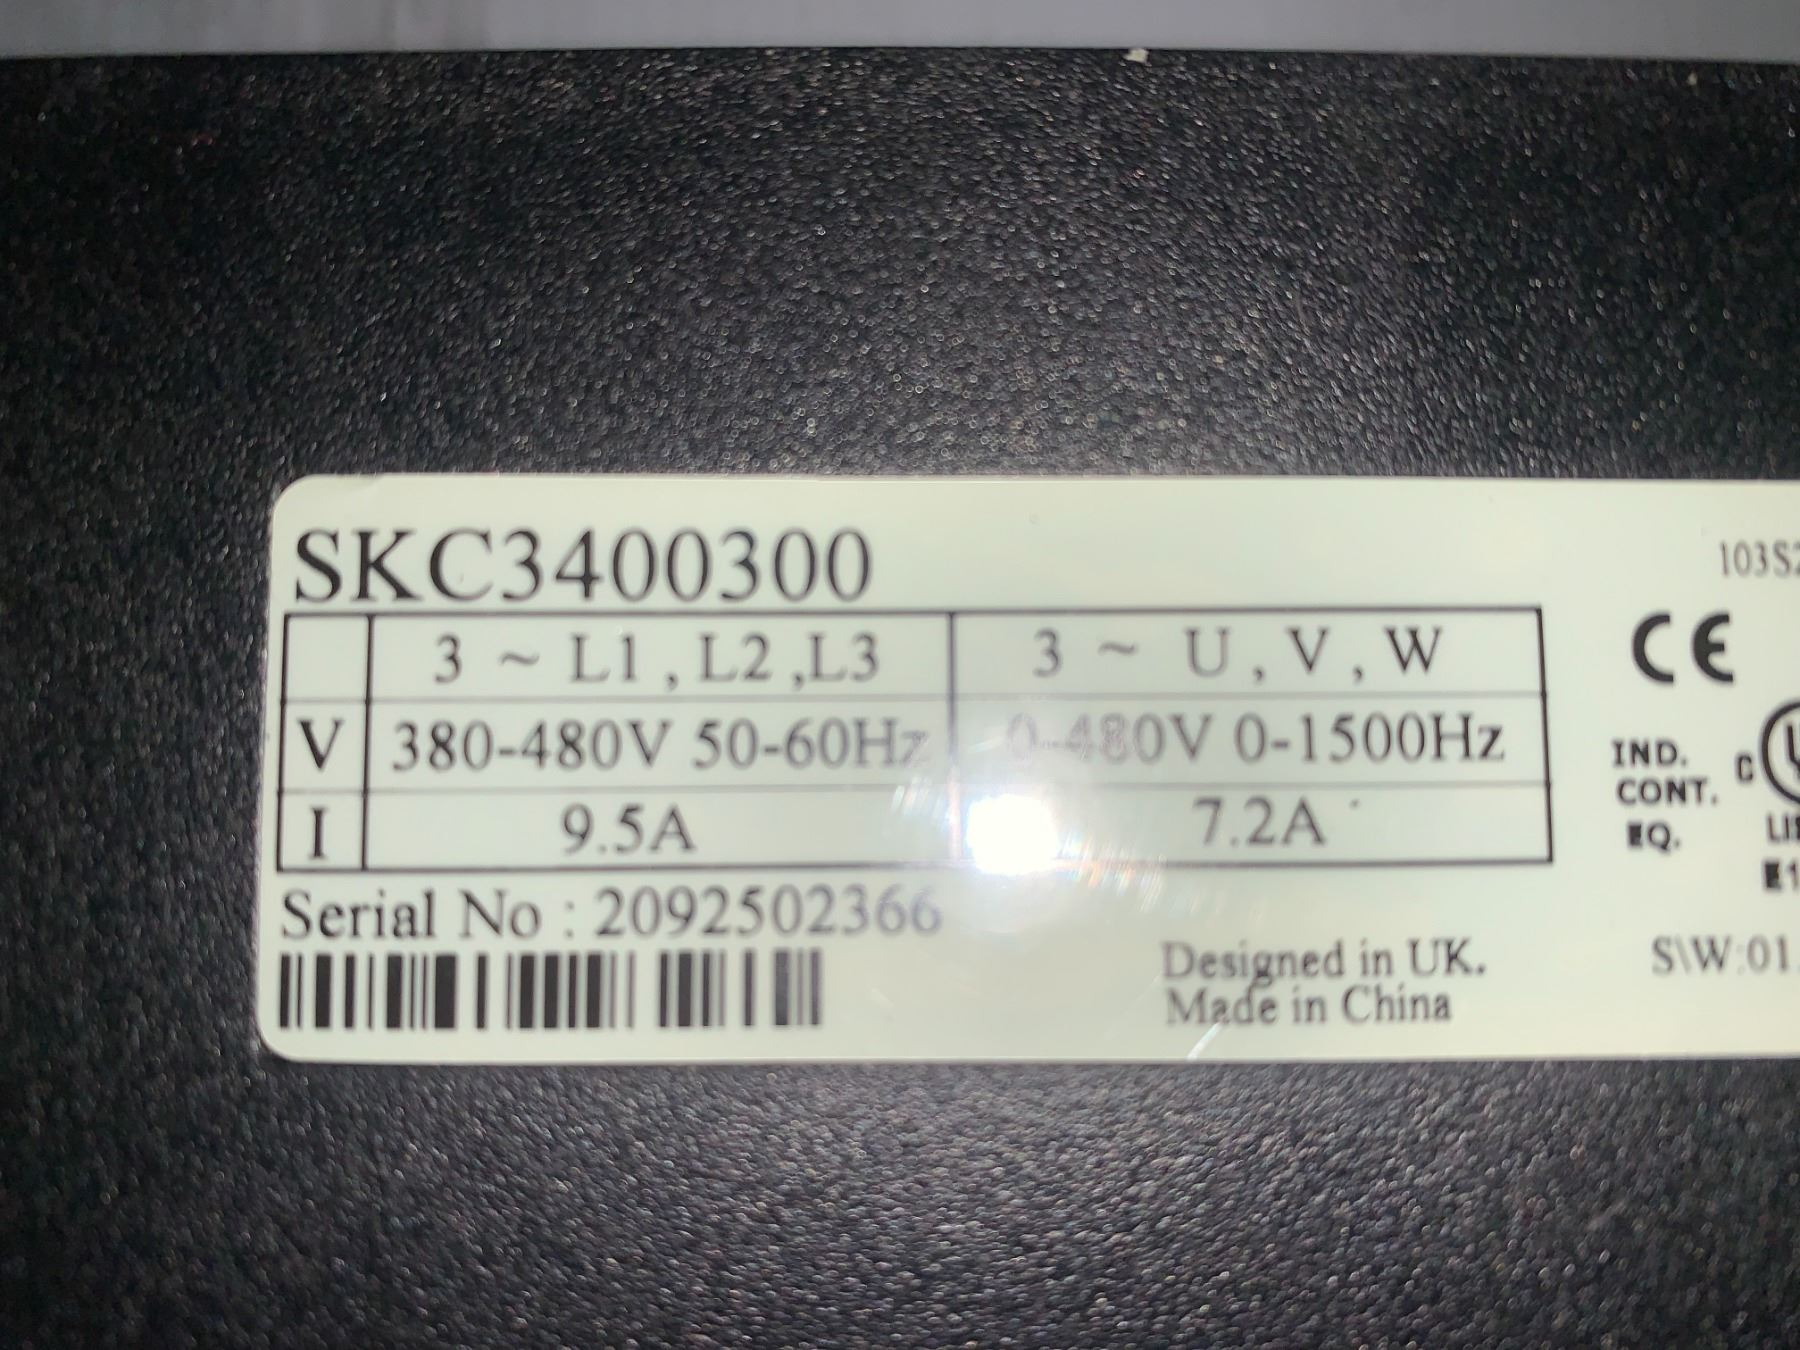 SKC3400300
3 ~ L1 , L2 ,L3
3 ~ U , V , W
V
380-480V 50-60Hz
0-480V 0-1500Hz
I
9.5A
7.2A
Serial No : 2092502366
Designed in UK.
Made in China
103S2
CE
IND.
CONT.
EQ.
C
S\W:01.